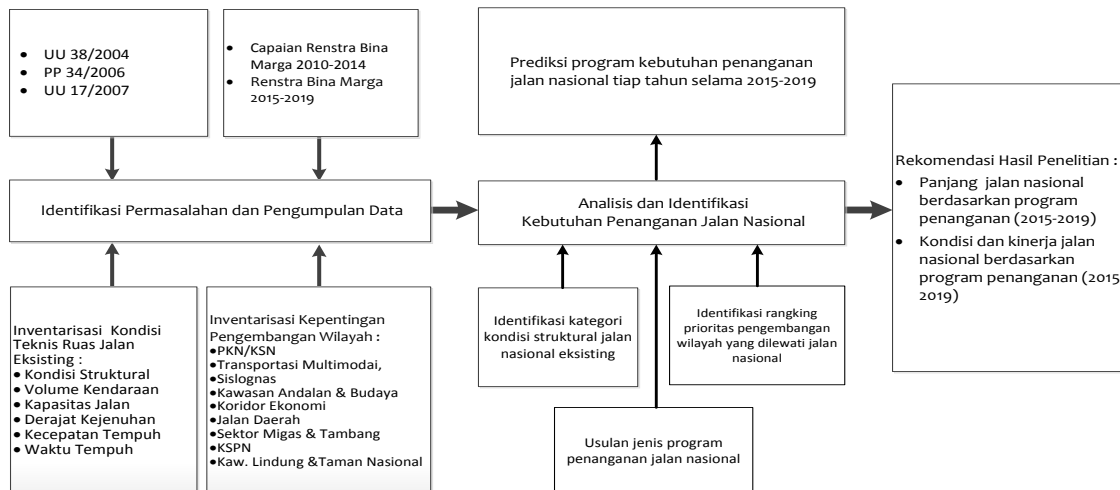 • UU 38/2004
• PP 34/2006
• UU 17/2007
• Capaian Renstra Bina
Marga 2010-2014
• Renstra Bina Marga
2015-2019
Prediksi program kebutuhan penanganan
jalan nasional tiap tahun selama 2015-2019
Identifikasi Permasalahan dan Pengumpulan Data
Analisis dan Identifikasi
Kebutuhan Penanganan Jalan Nasional
Rekomendasi Hasil Penelitian :
• Panjang jalan nasional
berdasarkan program
penanganan (2015-2019)
• Kondisi dan kinerja jalan
nasional berdasarkan
program penanganan (2015
2019)
Inventarisasi Kondisi
Teknis Ruas Jalan
Eksisting :
• Kondisi Struktural
• Volume Kendaraan
• Kapasitas Jalan
• Derajat Kejenuhan
• Kecepatan Tempuh
• Waktu Tempuh
Inventarisasi Kepentingan
Pengembangan Wilayah :
•PKN/KSN
•Transportasi Multimodai,
•Sislognas
•Kawasan Andalan & Budaya
•Koridor Ekonomi
•Jalan Daerah
•Sektor Migas & Tambang
•KSPN
•Kaw. Lindung &Taman Nasional
Identifikasi kategori
kondisi struktural jalan
nasional eksisting
Identifikasi rangking
prioritas pengembangan
wilayah yang dilewati jalan
nasional
Usulan jenis program
penanganan jalan nasional